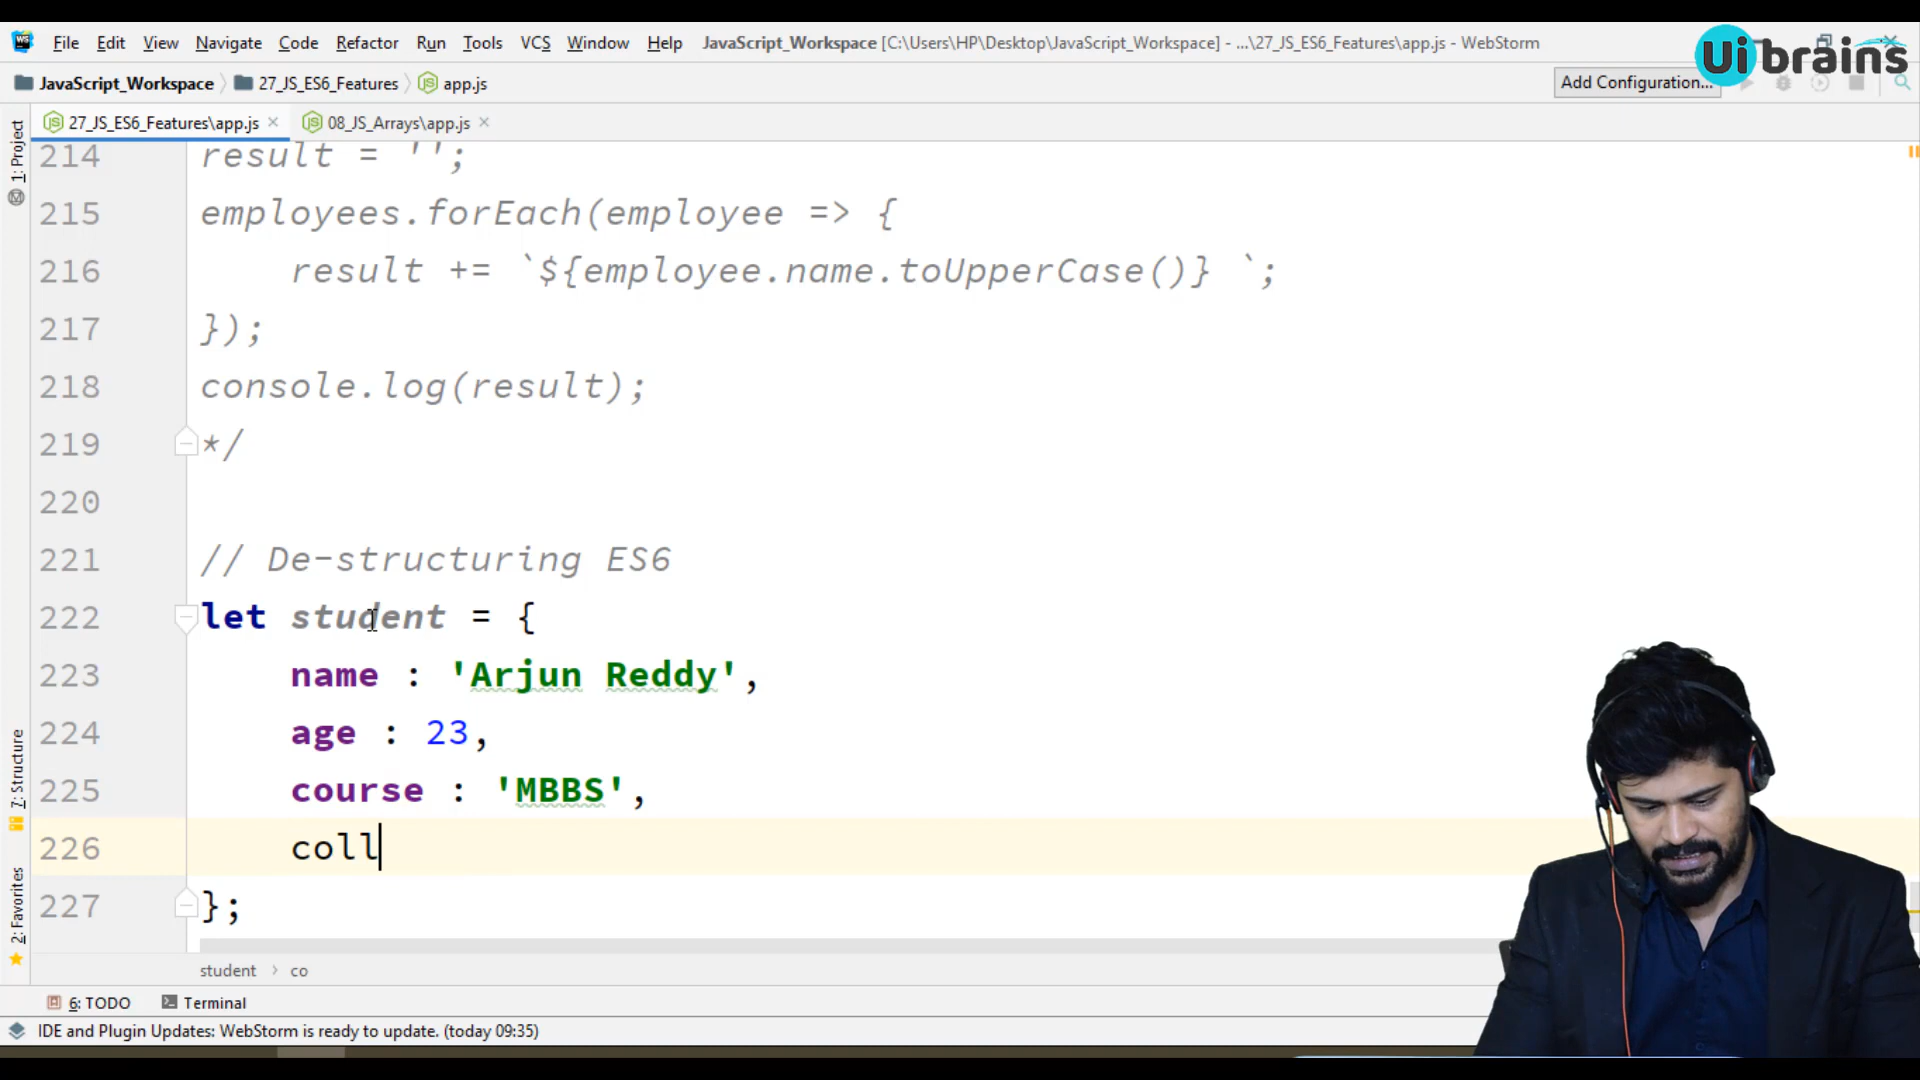 File Edit View Navigate Code Refactor Run Tools VCS Window Help JavaScript_Workspace [C:\Users\HP\Desktop\JavaScript_Workspace] - ...\27_JS_ES6_Features\app.js - WebStorm
Ui brains
JavaScript_Workspace 27_JS_ES6_Features app.js Add Configuration...
27_JS_ES6_Features\app.js 08_JS_Arrays\app.js
1: Project
7: Structure
2: Favorites
214 result = '';
215 employees.forEach(employee => {
216 result += `${employee.name.toUpperCase()} `;
217 });
218 console.log(result);
219 */
220
221 // De-structuring ES6
222 let student = {
223 name : 'Arjun Reddy',
224 age : 23,
225 course : 'MBBS',
226 coll
227 };
student › co
6: TODO Terminal
IDE and Plugin Updates: WebStorm is ready to update. (today 09:35)